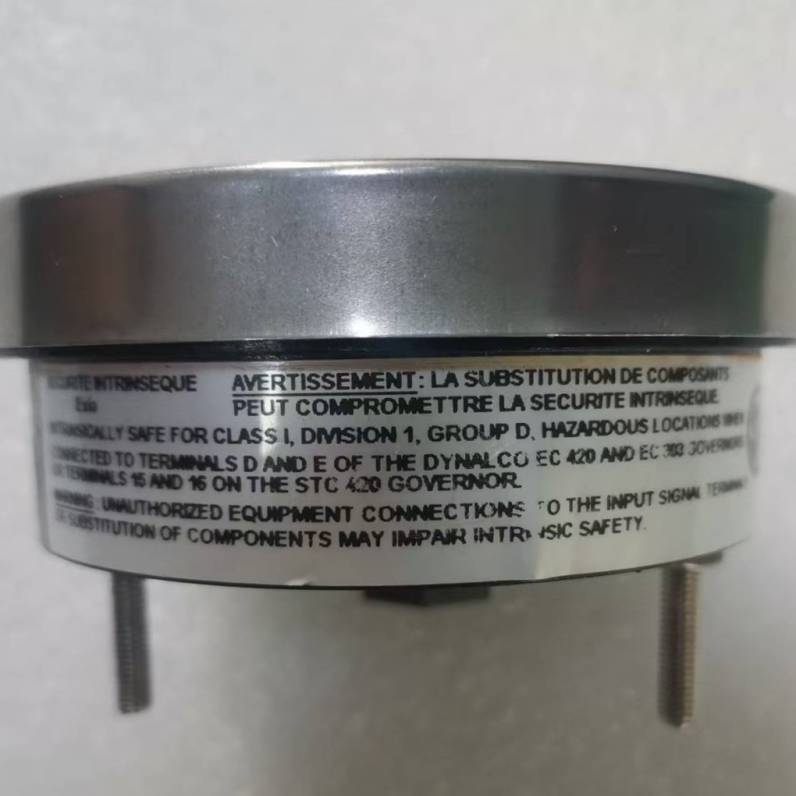 SECURITE INTRINSEQUE
Exia
AVERTISSEMENT: LA SUBSTITUTION DE COMPOSANTS
PEUT COMPROMETTRE LA SECURITE INTRINSEQUE.
INTRINSICALLY SAFE FOR CLASS I, DIVISION 1, GROUP D, HAZARDOUS LOCATIONS WHEN
CONNECTED TO TERMINALS D AND E OF THE DYNALCO EC 420 AND EC GOVERNORS
OR TERMINALS 15 AND 16 ON THE STC 420 GOVERNOR.
WARNING: UNAUTHORIZED EQUIPMENT CONNECTIONS TO THE INPUT SIGNAL
OR SUBSTITUTION OF COMPONENTS MAY IMPAIR INTRINSIC SAFETY.